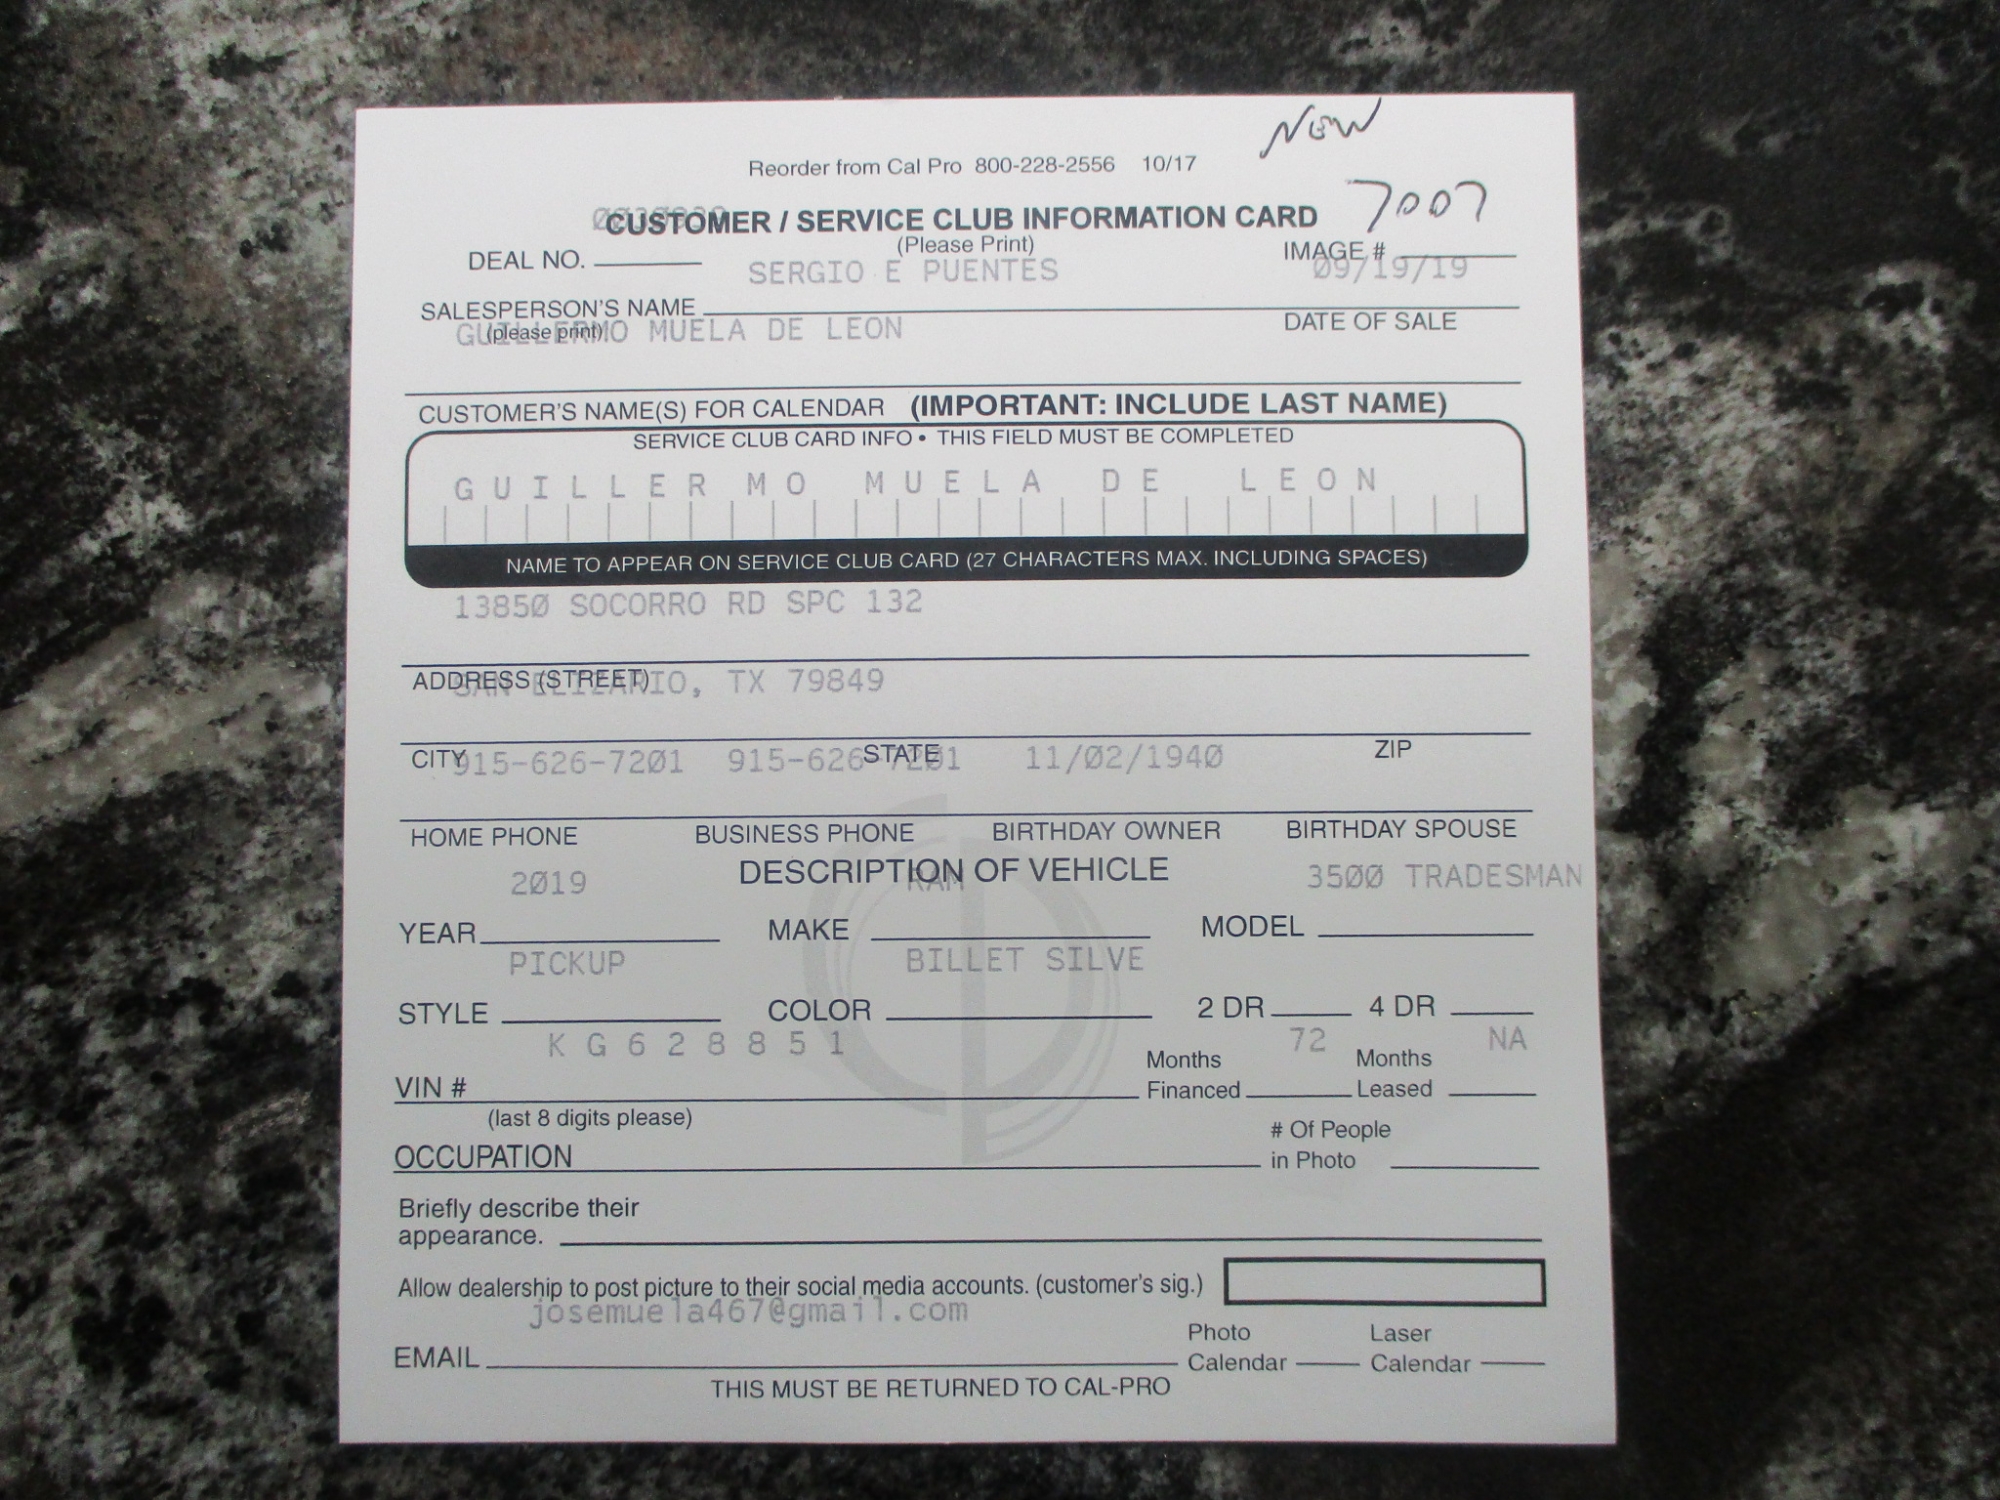 NEW
Reorder from Cal Pro 800-228-2556 10/17
CUSTOMER / SERVICE CLUB INFORMATION CARD 7007
(Please Print)
DEAL NO. IMAGE #
SERGIO E PUENTES 09/19/19
SALESPERSON'S NAME
(please print) DATE OF SALE
GUILLERMO MUELA DE LEON
CUSTOMER'S NAME(S) FOR CALENDAR (IMPORTANT: INCLUDE LAST NAME)
SERVICE CLUB CARD INFO • THIS FIELD MUST BE COMPLETED
GUILLERMO MUELA DE LEON
NAME TO APPEAR ON SERVICE CLUB CARD (27 CHARACTERS MAX. INCLUDING SPACES)
13850 SOCORRO RD SPC 132
ADDRESS (STREET)
SAN ELIZARIO, TX 79849
CITY STATE ZIP
915-626-7201 915-626-7201 11/02/1940
HOME PHONE BUSINESS PHONE BIRTHDAY OWNER BIRTHDAY SPOUSE
DESCRIPTION OF VEHICLE
2019 RAM 3500 TRADESMAN
YEAR MAKE MODEL
PICKUP BILLET SILVE
STYLE COLOR 2 DR 4 DR
KG628851 72 NA
VIN # Months Financed Months Leased
(last 8 digits please)
OCCUPATION # Of People in Photo
Briefly describe their
appearance.
Allow dealership to post picture to their social media accounts. (customer's sig.)
josemuela467@gmail.com
EMAIL Photo Calendar Laser Calendar
THIS MUST BE RETURNED TO CAL-PRO